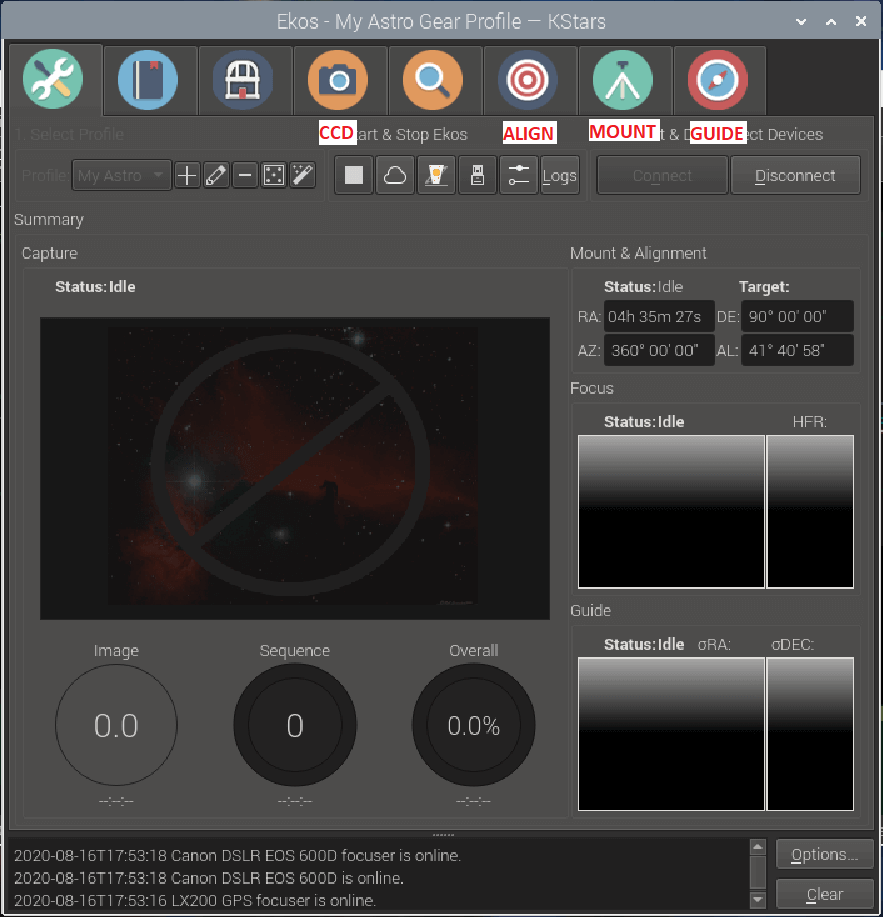 Ekos - My Astro Gear Profile — KStars
CCD
ALIGN
MOUNT
GUIDE
1. Select Profile
art & Stop Ekos
t & D
ect Devices
Profile:
My Astro
Logs
Connect
Disconnect
Summary
Capture
Status: Idle
Image
Sequence
Overall
0.0
0
0.0%
--:--:--
--:--:--
--:--:--
Mount & Alignment
Status: Idle
Target:
RA: 04h 35m 27s DE: 90° 00' 00"
AZ: 360° 00' 00" AL: 41° 40' 58"
Focus
Status: Idle
HFR:
Guide
Status: Idle σRA: σDEC:
2020-08-16T17:53:18 Canon DSLR EOS 600D focuser is online.
2020-08-16T17:53:18 Canon DSLR EOS 600D is online.
2020-08-16T17:53:16 LX200 GPS focuser is online.
Options...
Clear